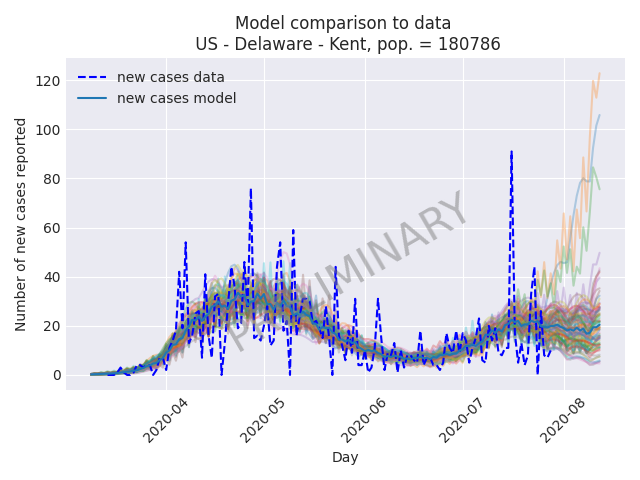 Model comparison to data
US - Delaware - Kent, pop. = 180786
new cases data
new cases model
PRELIMINARY
Number of new cases reported
120
100
80
60
40
20
0
2020-04
2020-05
2020-06
2020-07
2020-08
Day